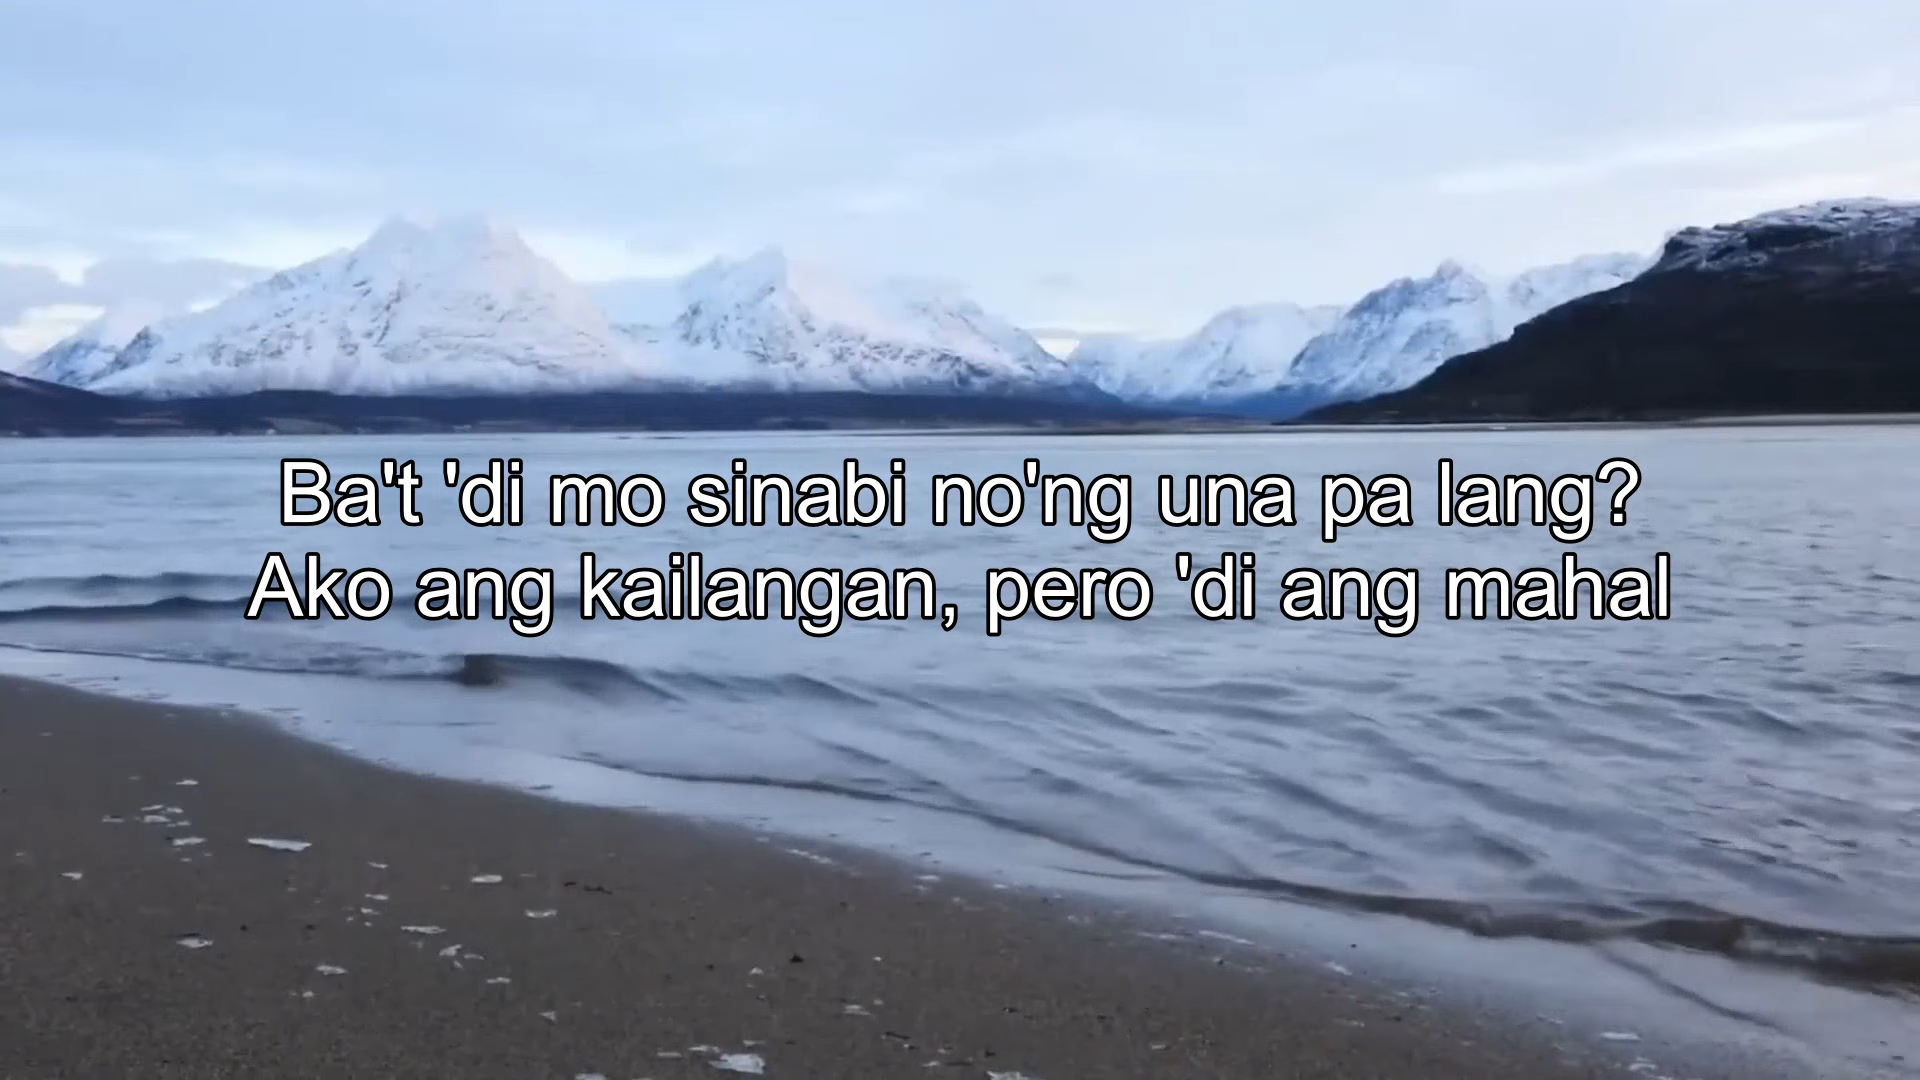 Ba't 'di mo sinabi no'ng una pa lang?
Ako ang kailangan, pero 'di ang mahal